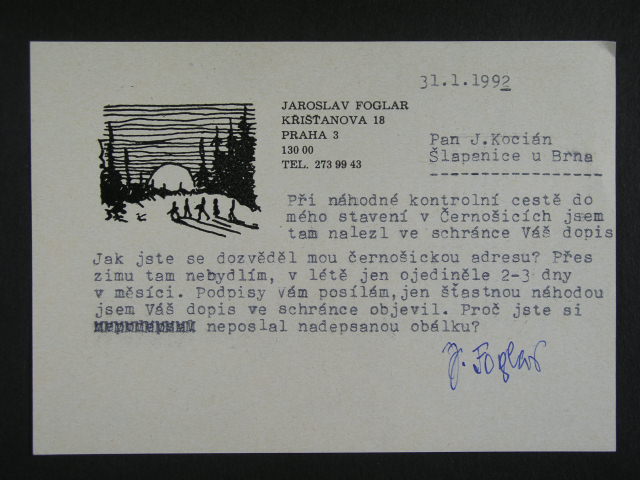 31.1.1992
JAROSLAV FOGLAR
KŘIŠŤANOVA 18
PRAHA 3
130 00
TEL. 273 99 43
Pan J.Kocián
Šlapanice u Brna
Při náhodné kontrolní cestě do
mého stavení v Černošicích jsem
tam nalezl ve schránce Váš dopis
Jak jste se dozvěděl mou černošickou adresu? Přes
zimu tam nebydlím, v létě jen ojediněle 2-3 dny
v měsíci. Podpisy Vám posílám,jen šťastnou náhodou
jsem Váš dopis ve schránce objevil. Proč jste si
neposlal nadepsanou obálku?
J. Foglar